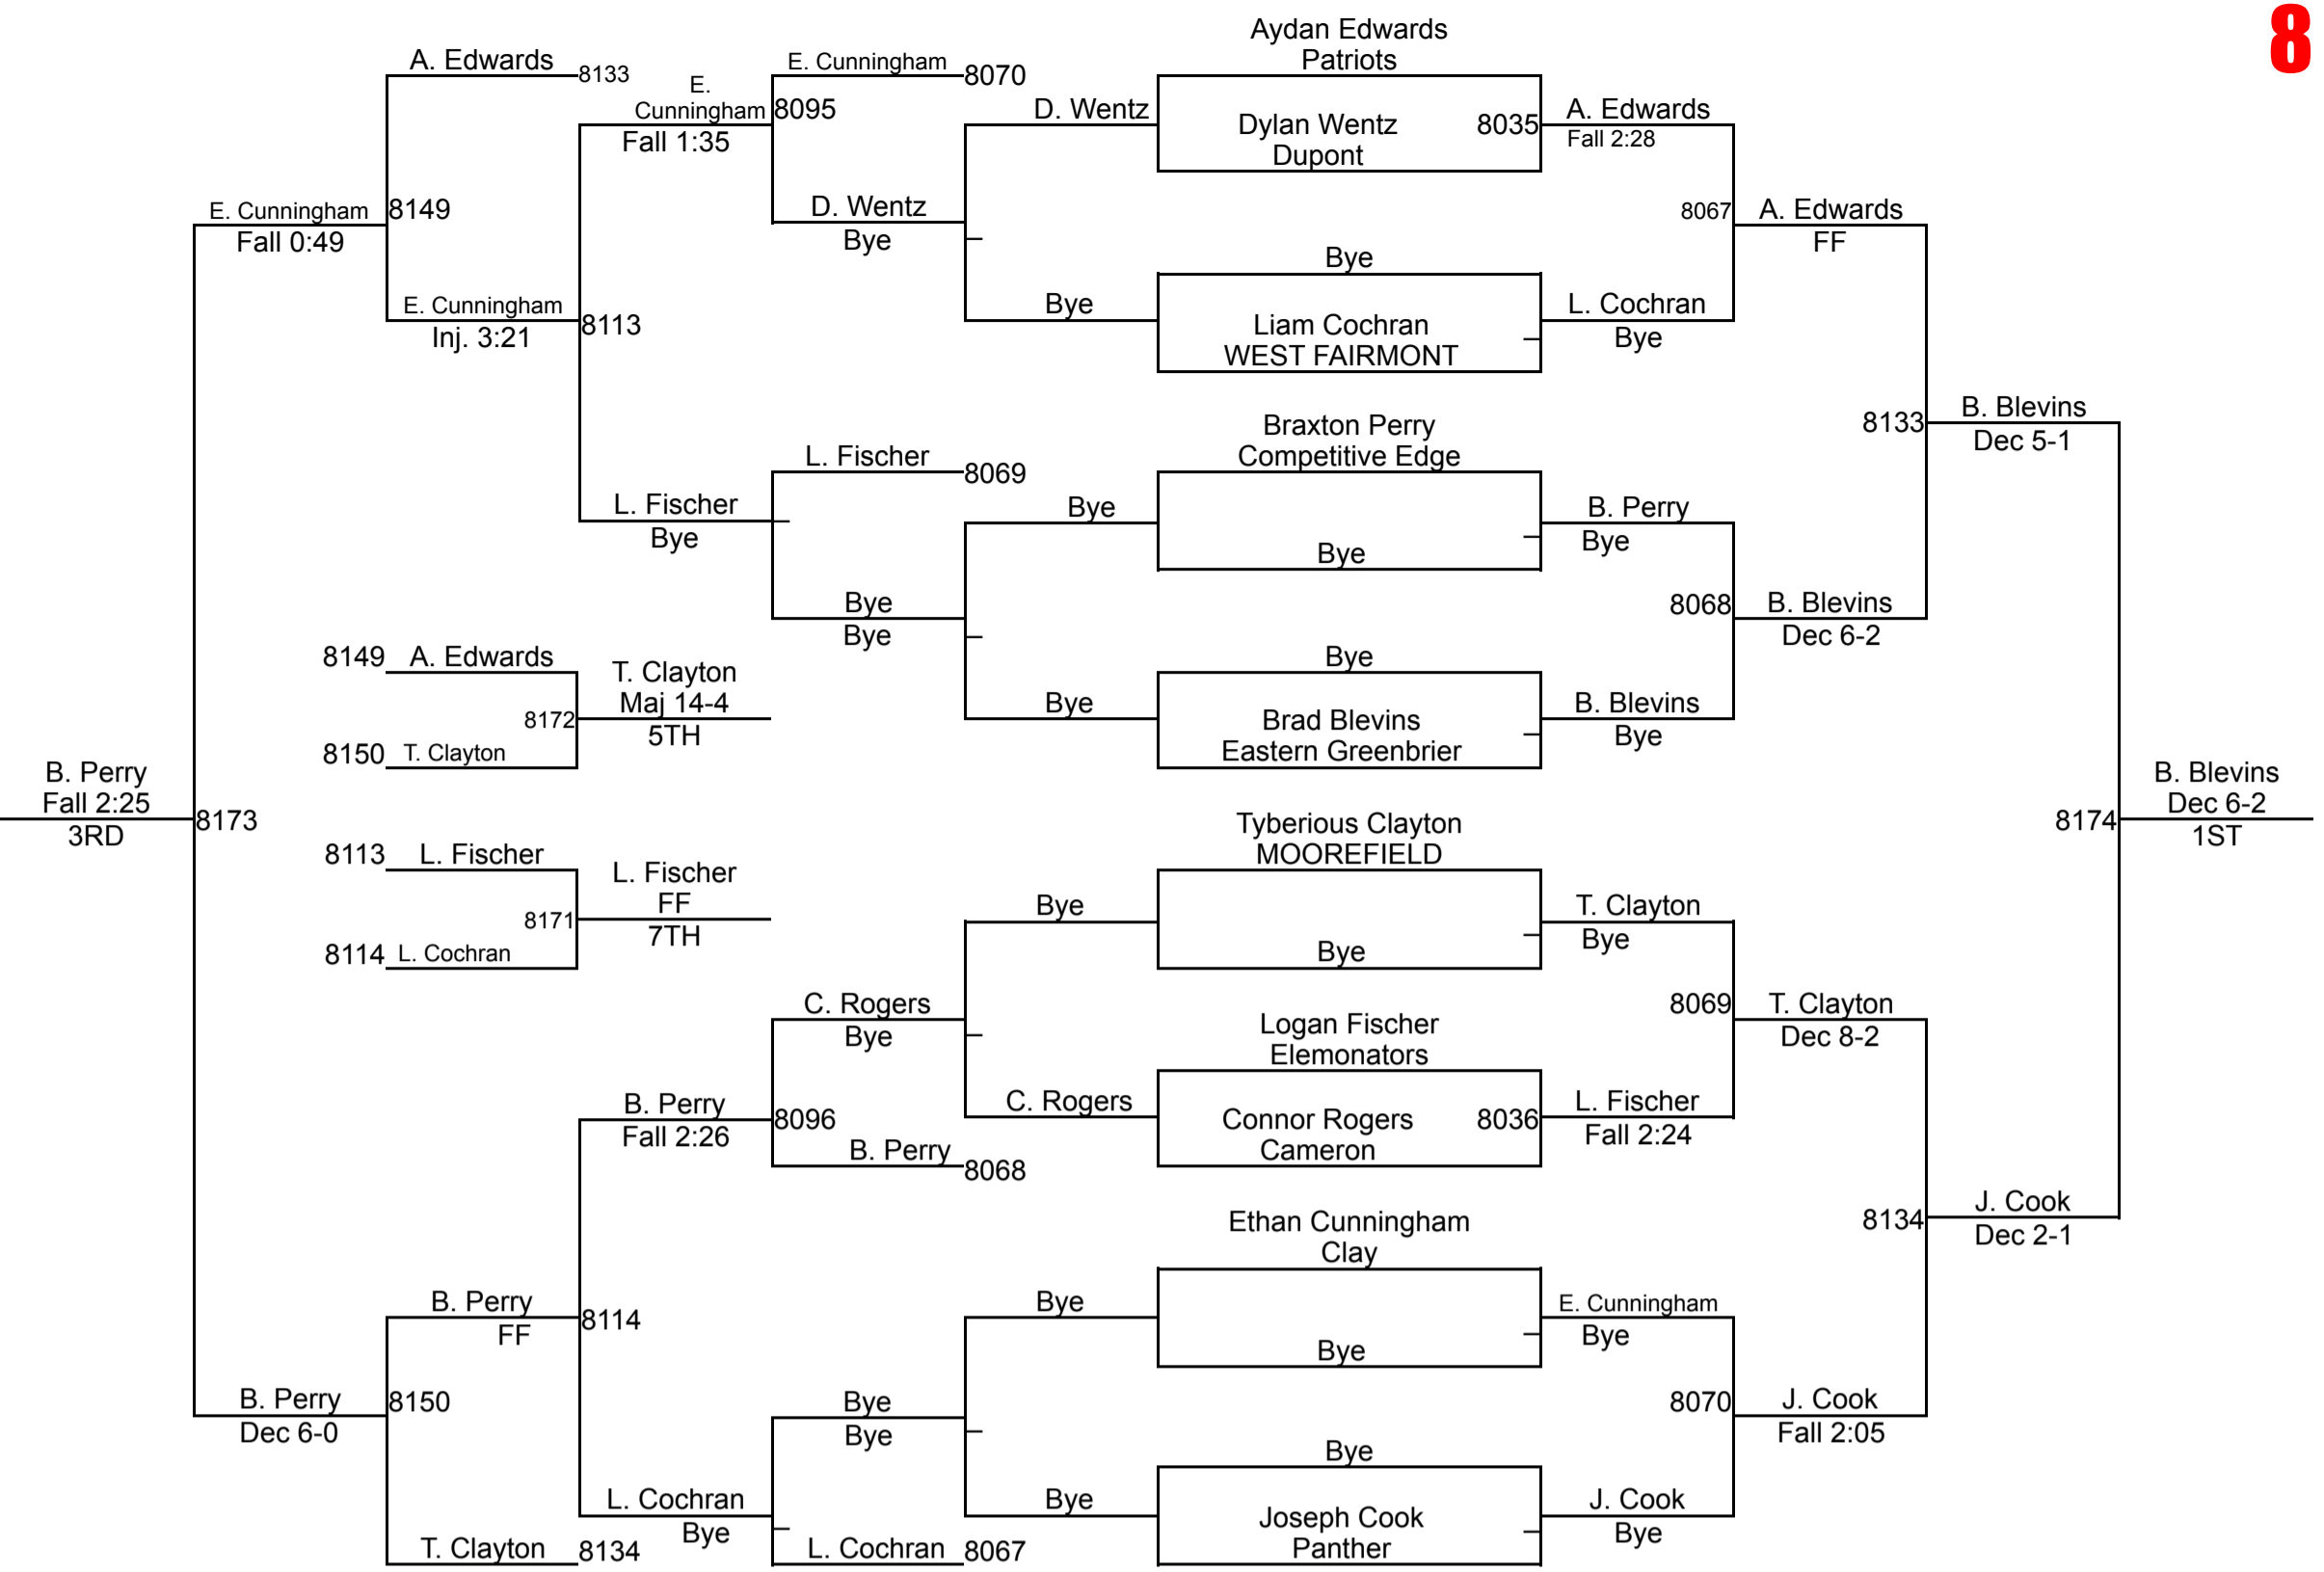 8
Aydan Edwards
Patriots
A. Edwards
8133
E. Cunningham
8070
E.
Cunningham
8095
Fall 1:35
D. Wentz
Dylan Wentz
8035
Dupont
A. Edwards
Fall 2:28
E. Cunningham
8149
Fall 0:49
D. Wentz
Bye
8067
A. Edwards
FF
Bye
E. Cunningham
8113
Inj. 3:21
Bye
Liam Cochran
WEST FAIRMONT
L. Cochran
Bye
Braxton Perry
Competitive Edge
8133
B. Blevins
Dec 5-1
L. Fischer
8069
L. Fischer
Bye
Bye
Bye
B. Perry
Bye
Bye
Bye
8068
B. Blevins
Dec 6-2
8149
A. Edwards
T. Clayton
Maj 14-4
8172
5TH
8150
T. Clayton
Bye
Bye
Brad Blevins
Eastern Greenbrier
B. Blevins
Bye
B. Perry
Fall 2:25
8173
3RD
B. Blevins
Dec 6-2
8174
1ST
Tyberious Clayton
MOOREFIELD
8113
L. Fischer
L. Fischer
FF
8171
7TH
8114
L. Cochran
Bye
Bye
T. Clayton
Bye
C. Rogers
Bye
8069
T. Clayton
Dec 8-2
Logan Fischer
Elemonators
B. Perry
8096
Fall 2:26
B. Perry
8068
C. Rogers
Connor Rogers
8036
Cameron
L. Fischer
Fall 2:24
8134
J. Cook
Dec 2-1
Ethan Cunningham
Clay
B. Perry
8114
FF
Bye
Bye
E. Cunningham
Bye
B. Perry
8150
Dec 6-0
Bye
Bye
8070
J. Cook
Fall 2:05
Bye
L. Cochran
Bye
Bye
Joseph Cook
Panther
J. Cook
Bye
T. Clayton
8134
L. Cochran
8067